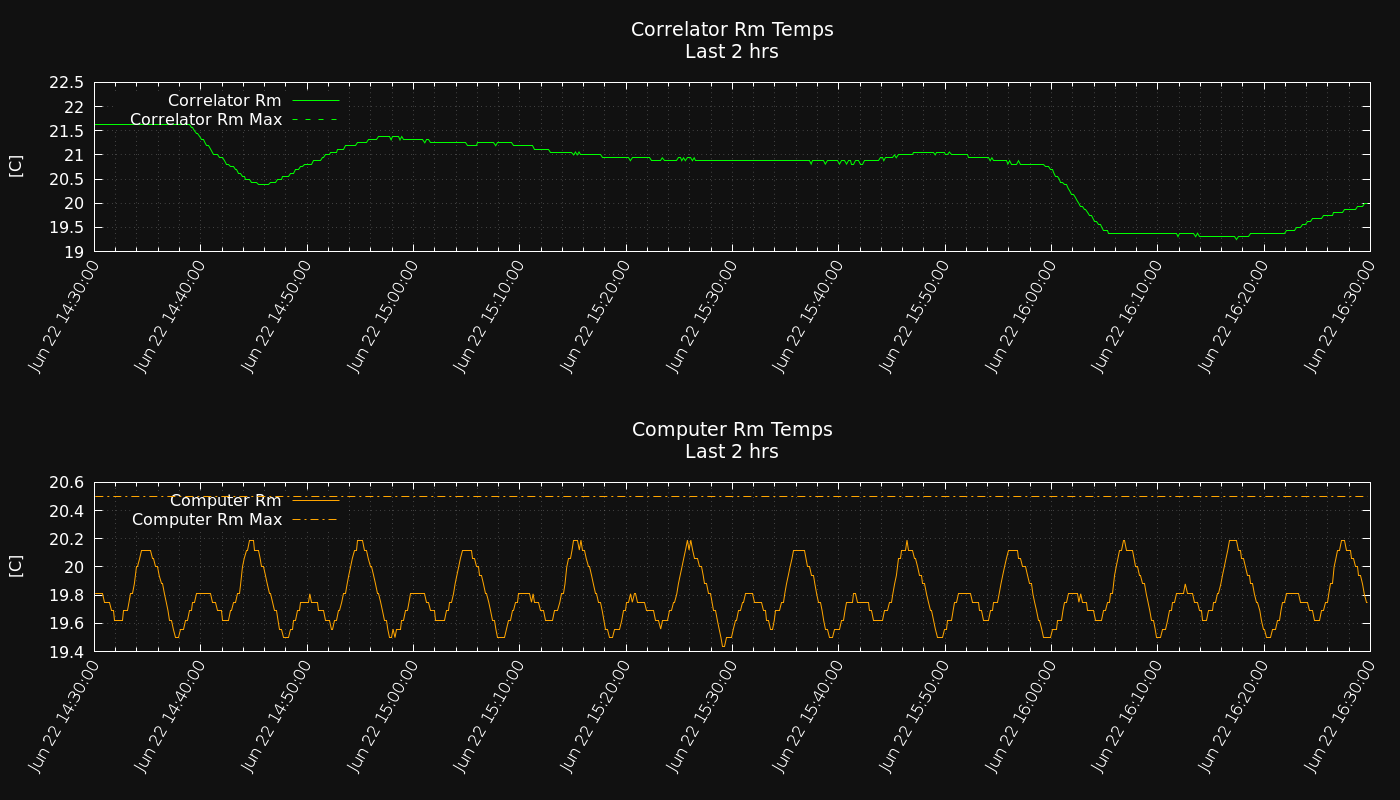 Correlator Rm Temps
Last 2 hrs
22.5
22
21.5
21
20.5
20
19.5
19
[C]
Correlator Rm
Correlator Rm Max
Jun 22 14:30:00
Jun 22 14:40:00
Jun 22 14:50:00
Jun 22 15:00:00
Jun 22 15:10:00
Jun 22 15:20:00
Jun 22 15:30:00
Jun 22 15:40:00
Jun 22 15:50:00
Jun 22 16:00:00
Jun 22 16:10:00
Jun 22 16:20:00
Jun 22 16:30:00
Computer Rm Temps
Last 2 hrs
20.6
20.4
20.2
20
19.8
19.6
19.4
[C]
Computer Rm
Computer Rm Max
Jun 22 14:30:00
Jun 22 14:40:00
Jun 22 14:50:00
Jun 22 15:00:00
Jun 22 15:10:00
Jun 22 15:20:00
Jun 22 15:30:00
Jun 22 15:40:00
Jun 22 15:50:00
Jun 22 16:00:00
Jun 22 16:10:00
Jun 22 16:20:00
Jun 22 16:30:00